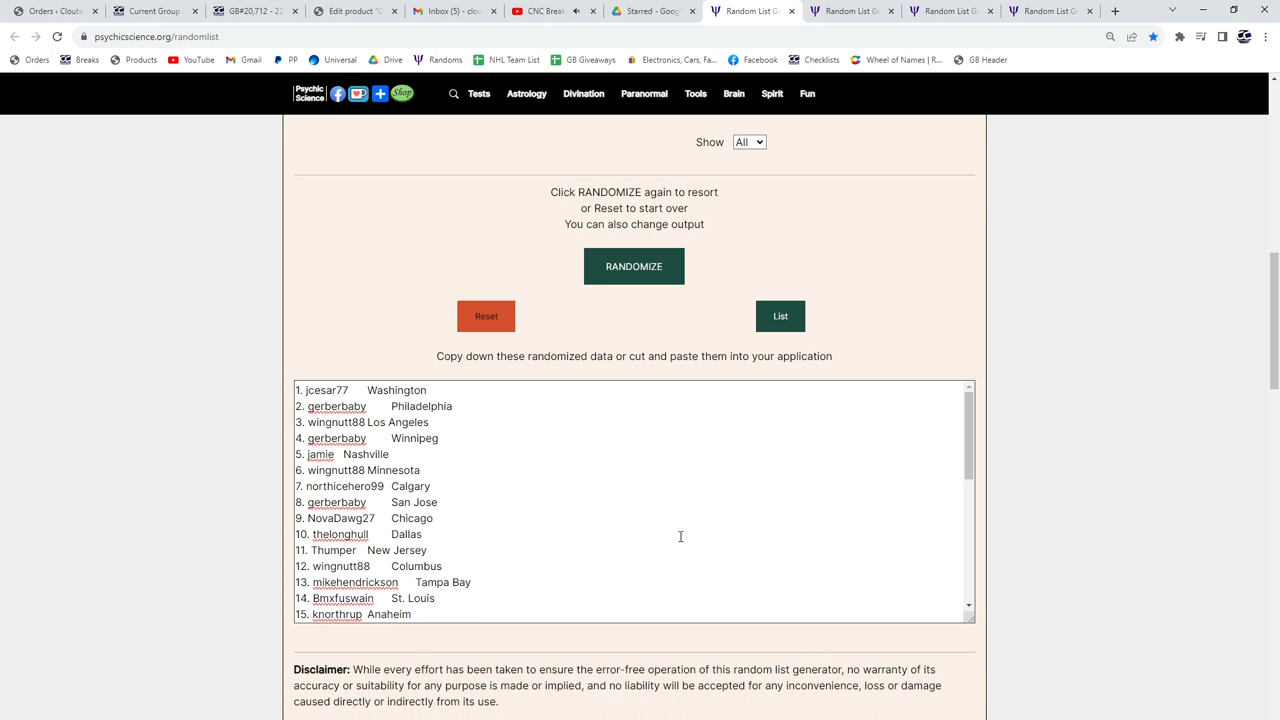 Orders › Clouts
Current Group
GB#20,712 - 22
Edit product "G
Inbox (5) - clou
CNC Break
Starred - Goog
Random List Ge
Random List Ge
Random List Ge
Random List Ge
psychicscience.org/randomlist
Orders Breaks Products YouTube Gmail PP Universal Drive Randoms NHL Team List GB Giveaways Electronics, Cars, Fa... Facebook Checklists Wheel of Names | R... GB Header
Psychic
Science
Shop
Tests Astrology Divination Paranormal Tools Brain Spirit Fun
Show All
Click RANDOMIZE again to resort
or Reset to start over
You can also change output
RANDOMIZE
Reset List
Copy down these randomized data or cut and paste them into your application
1. jcesar77 Washington
2. gerberbaby Philadelphia
3. wingnutt88 Los Angeles
4. gerberbaby Winnipeg
5. jamie Nashville
6. wingnutt88 Minnesota
7. northicehero99 Calgary
8. gerberbaby San Jose
9. NovaDawg27 Chicago
10. thelonghull Dallas
11. Thumper New Jersey
12. wingnutt88 Columbus
13. mikehendrickson Tampa Bay
14. Bmxfuswain St. Louis
15. knorthrup Anaheim
Disclaimer: While every effort has been taken to ensure the error-free operation of this random list generator, no warranty of its
accuracy or suitability for any purpose is made or implied, and no liability will be accepted for any inconvenience, loss or damage
caused directly or indirectly from its use.